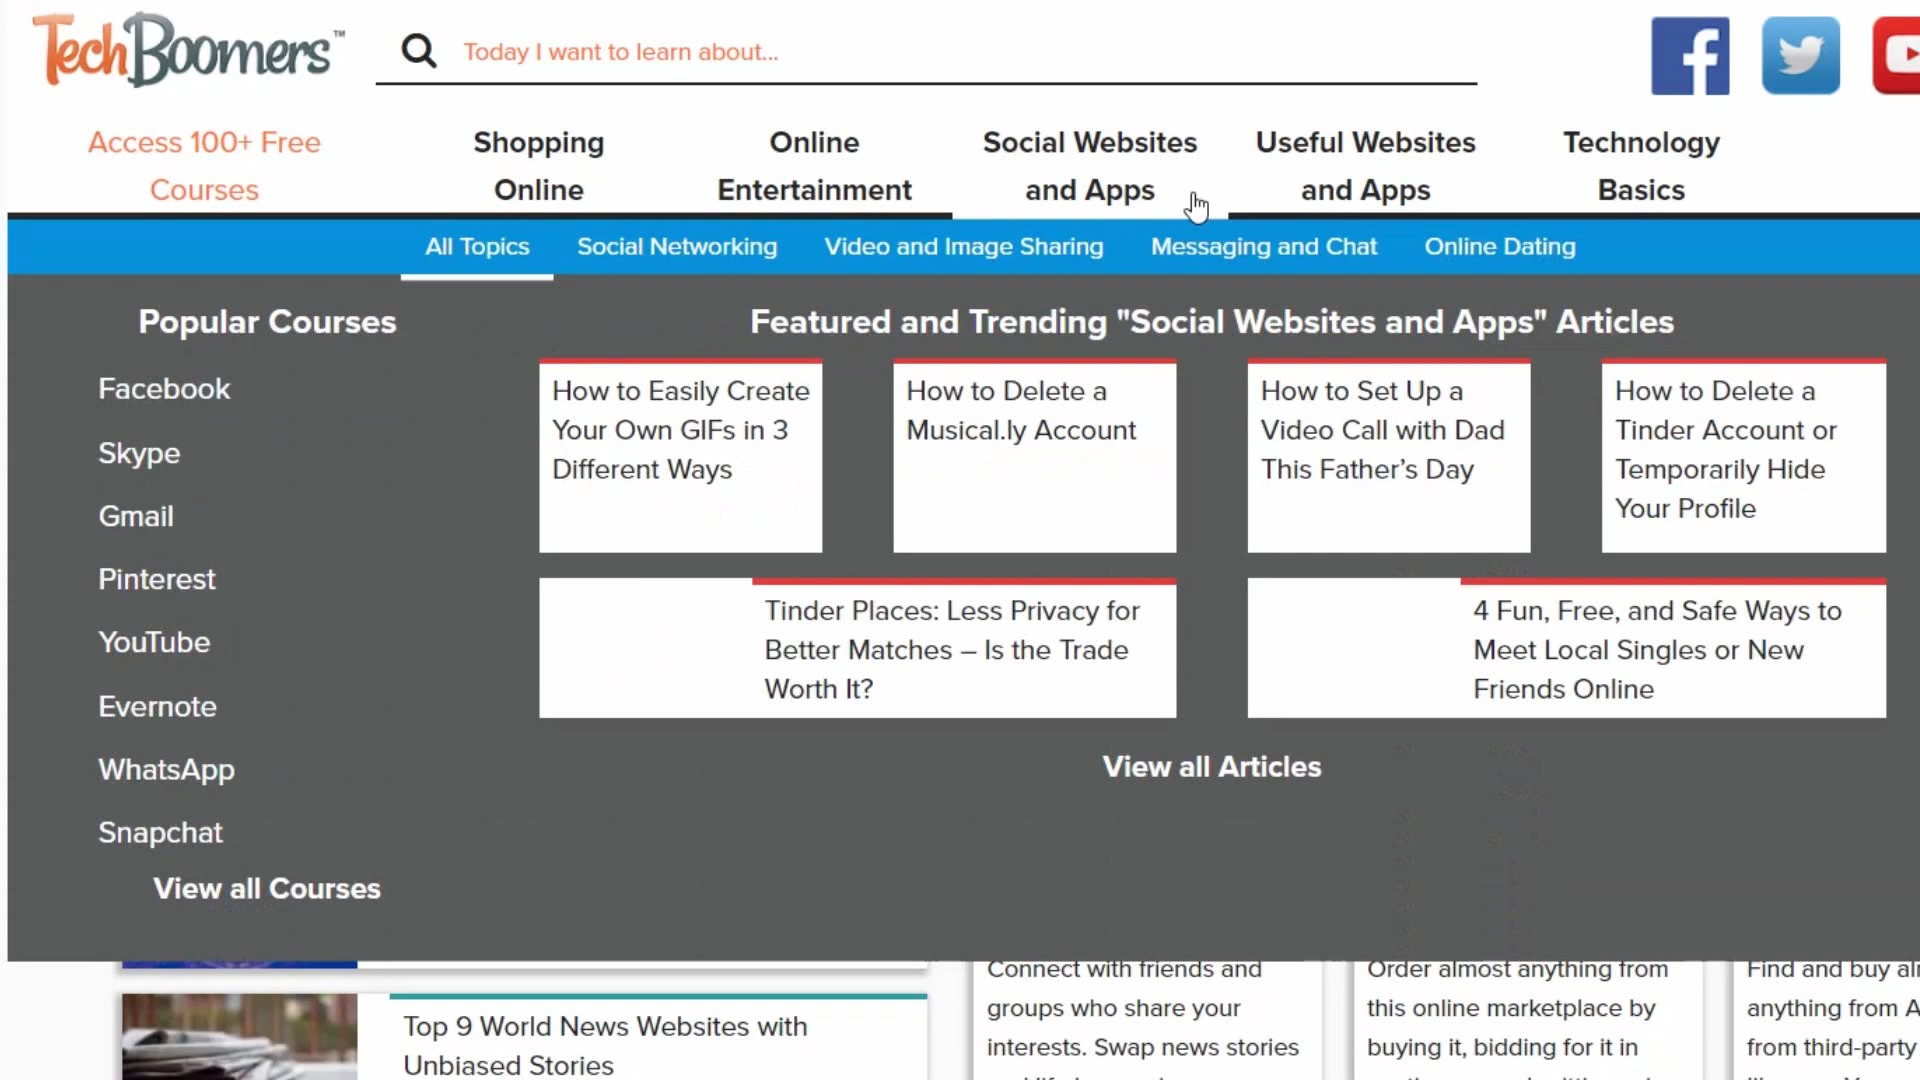 TechBoomers™
Today I want to learn about...
Access 100+ Free
Courses
Shopping
Online
Online
Entertainment
Social Websites
and Apps
Useful Websites
and Apps
Technology
Basics
All Topics
Social Networking
Video and Image Sharing
Messaging and Chat
Online Dating
Popular Courses
Facebook
Skype
Gmail
Pinterest
YouTube
Evernote
WhatsApp
Snapchat
View all Courses
Featured and Trending "Social Websites and Apps" Articles
How to Easily Create
Your Own GIFs in 3
Different Ways
How to Delete a
Musical.ly Account
How to Set Up a
Video Call with Dad
This Father’s Day
How to Delete a
Tinder Account or
Temporarily Hide
Your Profile
Tinder Places: Less Privacy for
Better Matches – Is the Trade
Worth It?
4 Fun, Free, and Safe Ways to
Meet Local Singles or New
Friends Online
View all Articles
Top 9 World News Websites with
Unbiased Stories
Connect with friends and
groups who share your
interests. Swap news stories
Order almost anything from
this online marketplace by
buying it, bidding for it in
Find and buy
anything from
from third-party